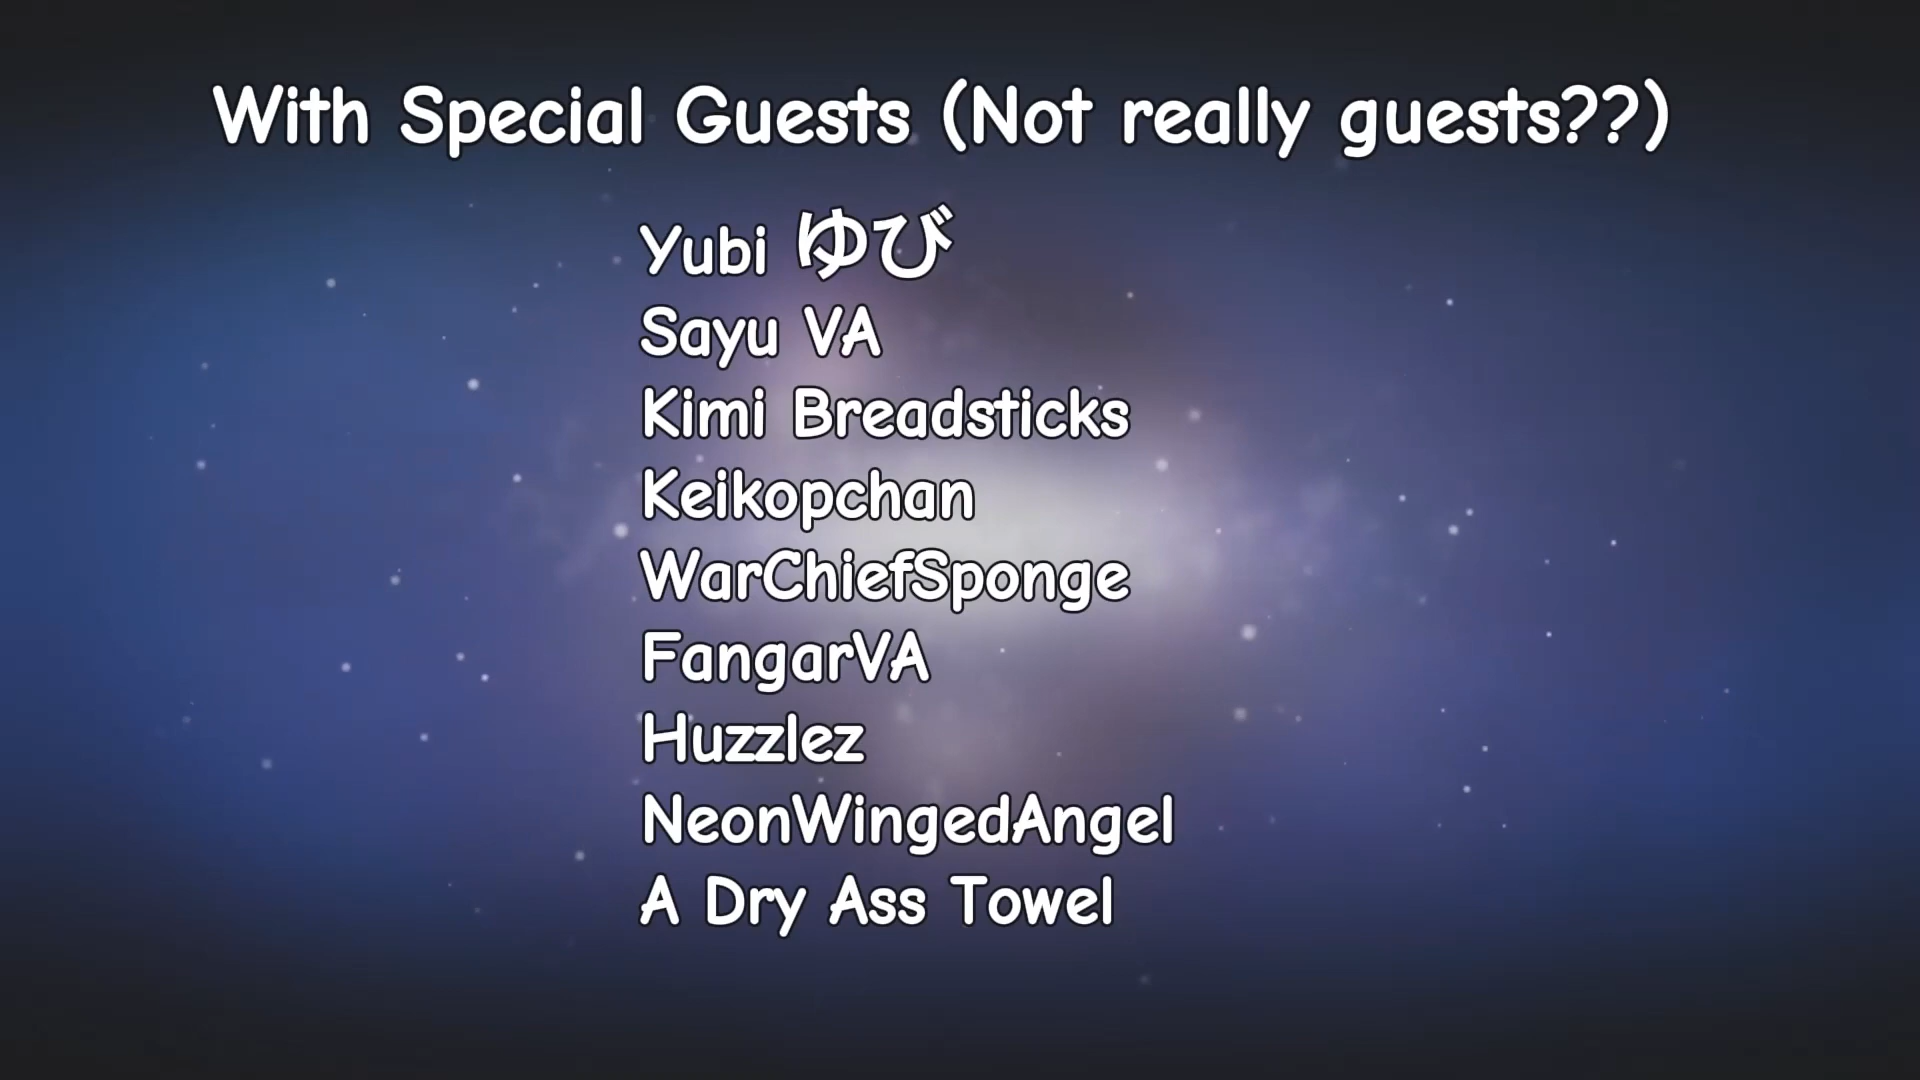 With Special Guests (Not really guests??)
Yubi ゆび
Sayu VA
Kimi Breadsticks
Keikopchan
WarChiefSponge
FangarVA
Huzzlez
NeonWingedAngel
A Dry Ass Towel